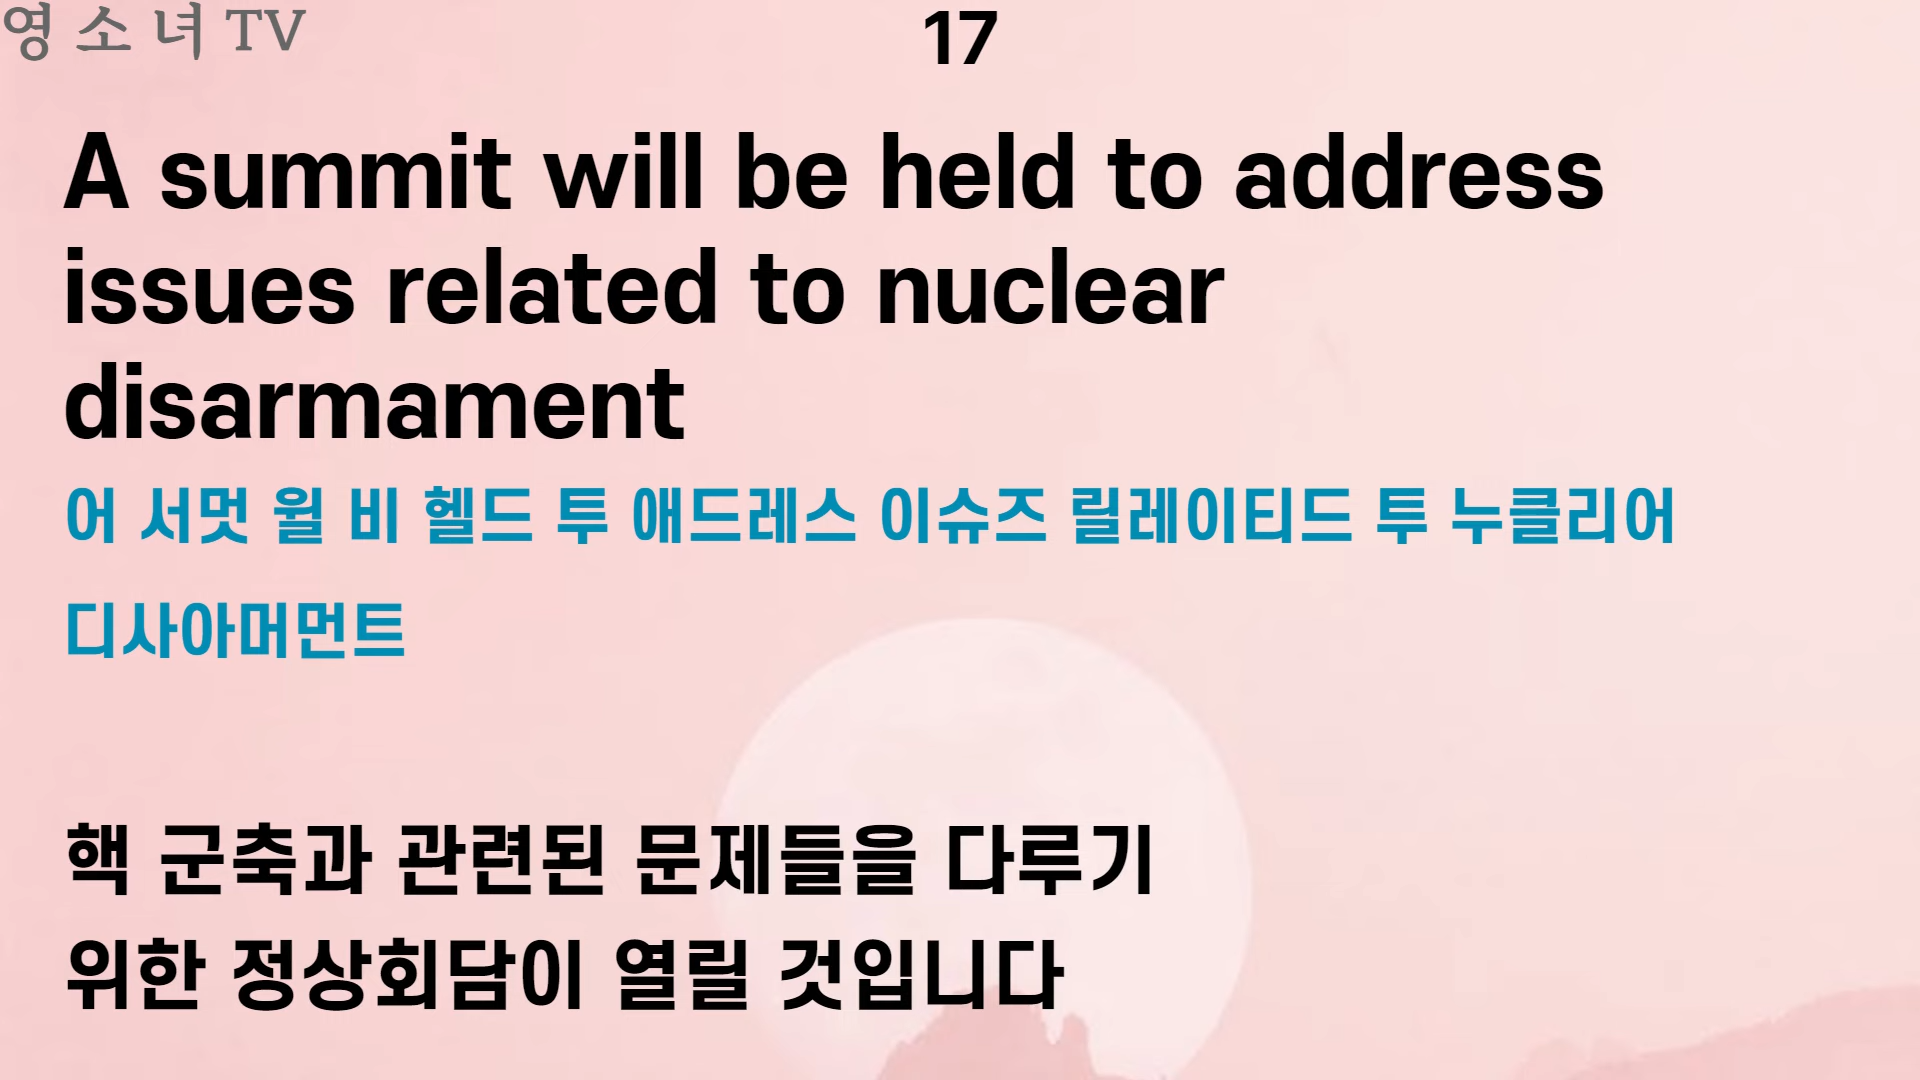 영소녀TV
17
A summit will be held to address
issues related to nuclear
disarmament
어 서멋 윌 비 헬드 투 애드레스 이슈즈 릴레이티드 투 누클리어
디사아머먼트
핵 군축과 관련된 문제들을 다루기
위한 정상회담이 열릴 것입니다